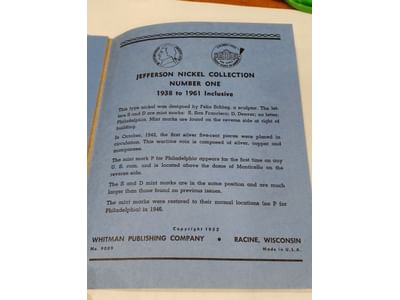 JEFFERSON NICKEL COLLECTION
NUMBER ONE
1938 to 1961 Inclusive
This type nickel was designed by Felix Schlag, a sculptor. The let-
ters S and D are mint marks: S, San Francisco; D, Denver; no letter,
Philadelphia. Mint marks are found on the reverse side at right of
building.
In October, 1942, the first silver five-cent pieces were placed in
circulation. This wartime coin is composed of silver, copper and
manganese.
The mint mark P for Philadelphia appears for the first time on any
U. S. coin, and is located above the dome of Monticello on the
reverse side.
The S and D mint marks are in the same position and are much
larger than those found on previous issues.
The mint marks were restored to their normal locations (no P for
Philadelphia) in 1946.
Copyright 1952
WHITMAN PUBLISHING COMPANY • RACINE, WISCONSIN
No. 9009 Made in U.S.A.